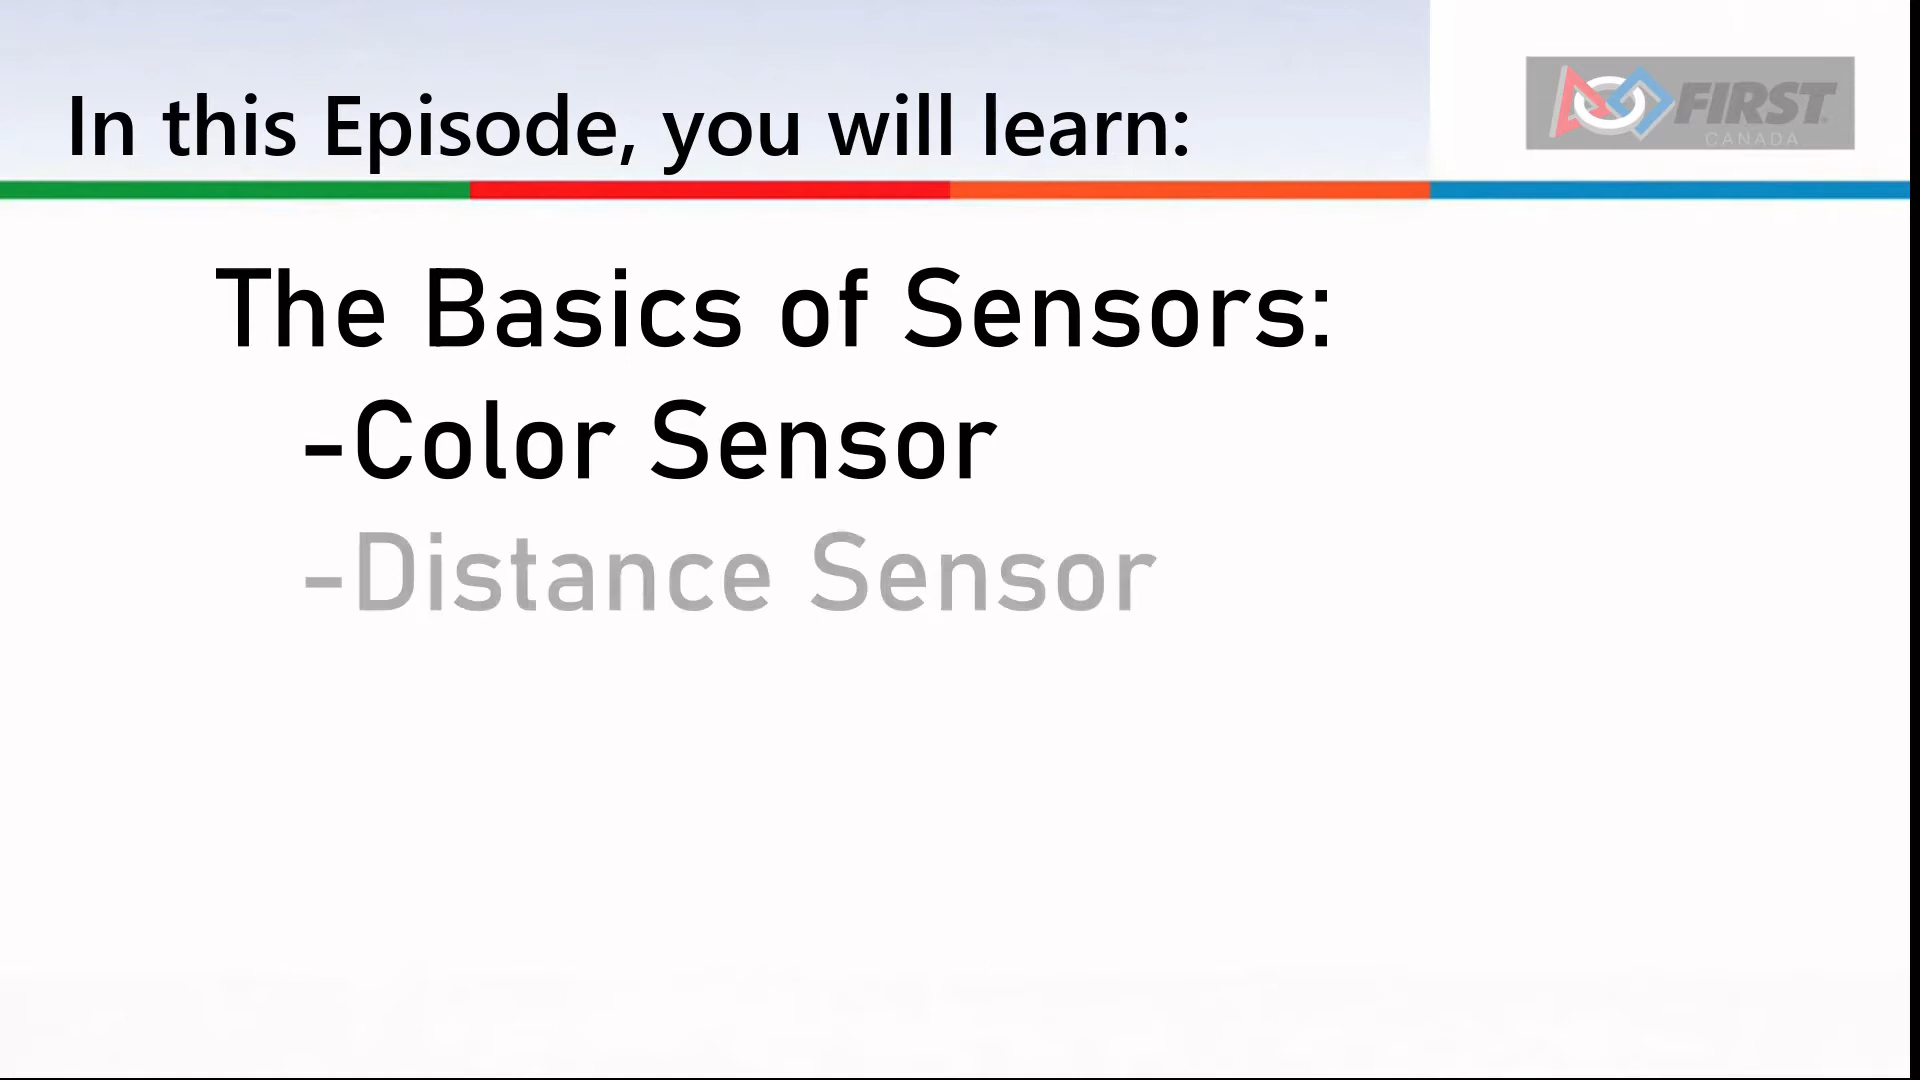 In this Episode, you will learn:
FIRST
CANADA
The Basics of Sensors:
-Color Sensor
-Distance Sensor